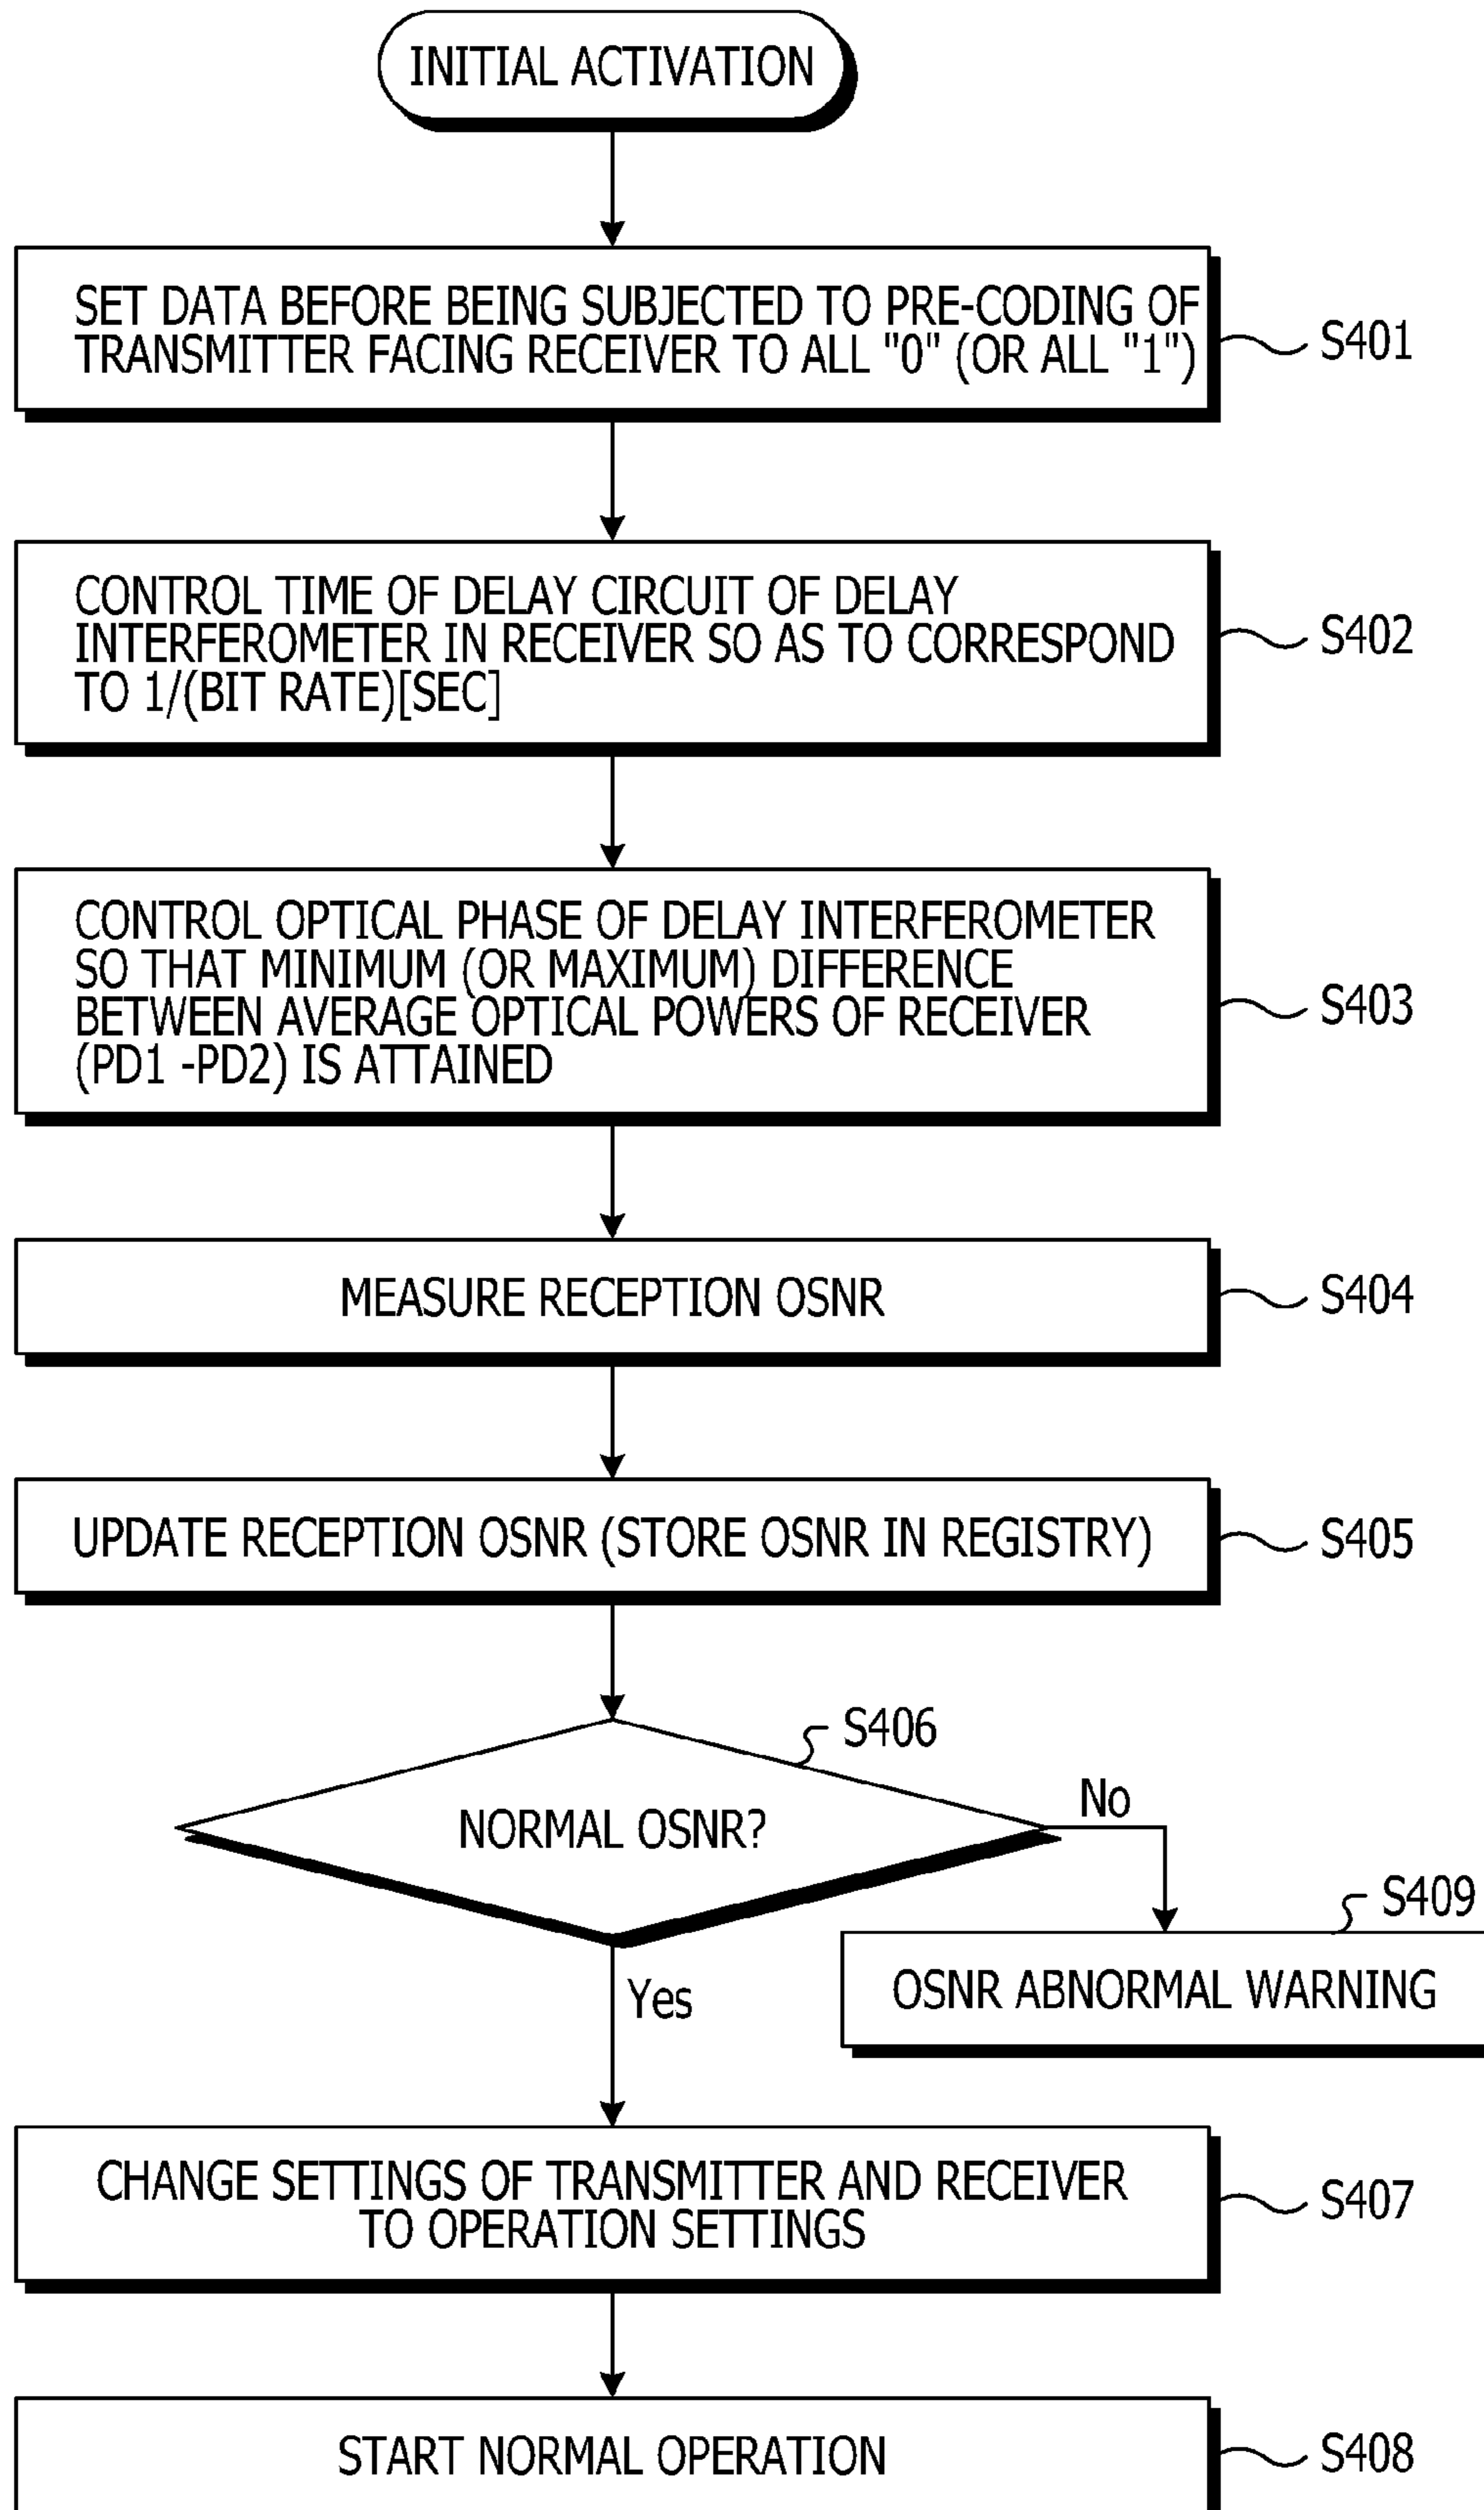 INITIAL ACTIVATION
SET DATA BEFORE BEING SUBJECTED TO PRE-CODING OF
TRANSMITTER FACING RECEIVER TO ALL "0" (OR ALL "1")
S401
CONTROL TIME OF DELAY CIRCUIT OF DELAY
INTERFEROMETER IN RECEIVER SO AS TO CORRESPOND
TO 1/(BIT RATE)[SEC]
S402
CONTROL OPTICAL PHASE OF DELAY INTERFEROMETER
SO THAT MINIMUM (OR MAXIMUM) DIFFERENCE
BETWEEN AVERAGE OPTICAL POWERS OF RECEIVER
(PD1 -PD2) IS ATTAINED
S403
MEASURE RECEPTION OSNR
S404
UPDATE RECEPTION OSNR (STORE OSNR IN REGISTRY)
S405
S406
NORMAL OSNR?
No
S409
OSNR ABNORMAL WARNING
Yes
CHANGE SETTINGS OF TRANSMITTER AND RECEIVER
TO OPERATION SETTINGS
S407
START NORMAL OPERATION
S408